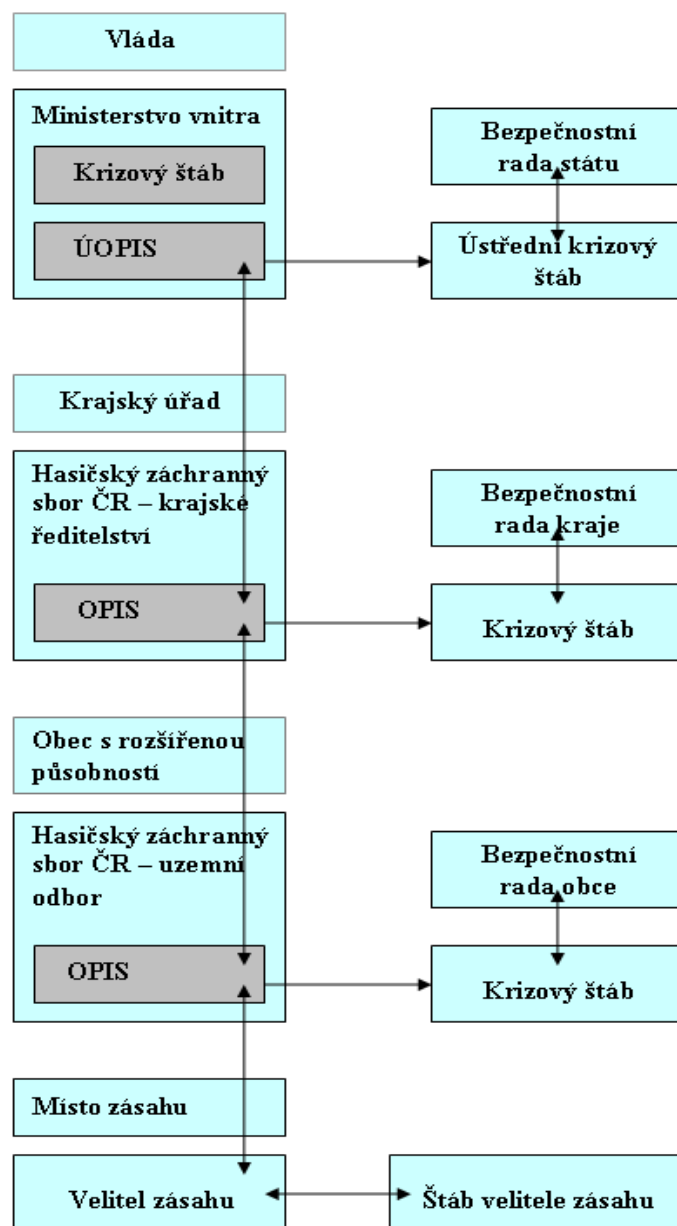 Vláda
Ministerstvo vnitra
Krizový štáb
ÚOPIS
Bezpečnostní
rada státu
Ústřední krizový
štáb
Krajský úřad
Hasičský záchranný
sbor ČR – krajské
ředitelství
OPIS
Bezpečnostní
rada kraje
Krizový štáb
Obec s rozšířenou
působností
Hasičský záchranný
sbor ČR – uzemní
odbor
OPIS
Bezpečnostní
rada obce
Krizový štáb
Místo zásahu
Velitel zásahu
Štáb velitele zásahu